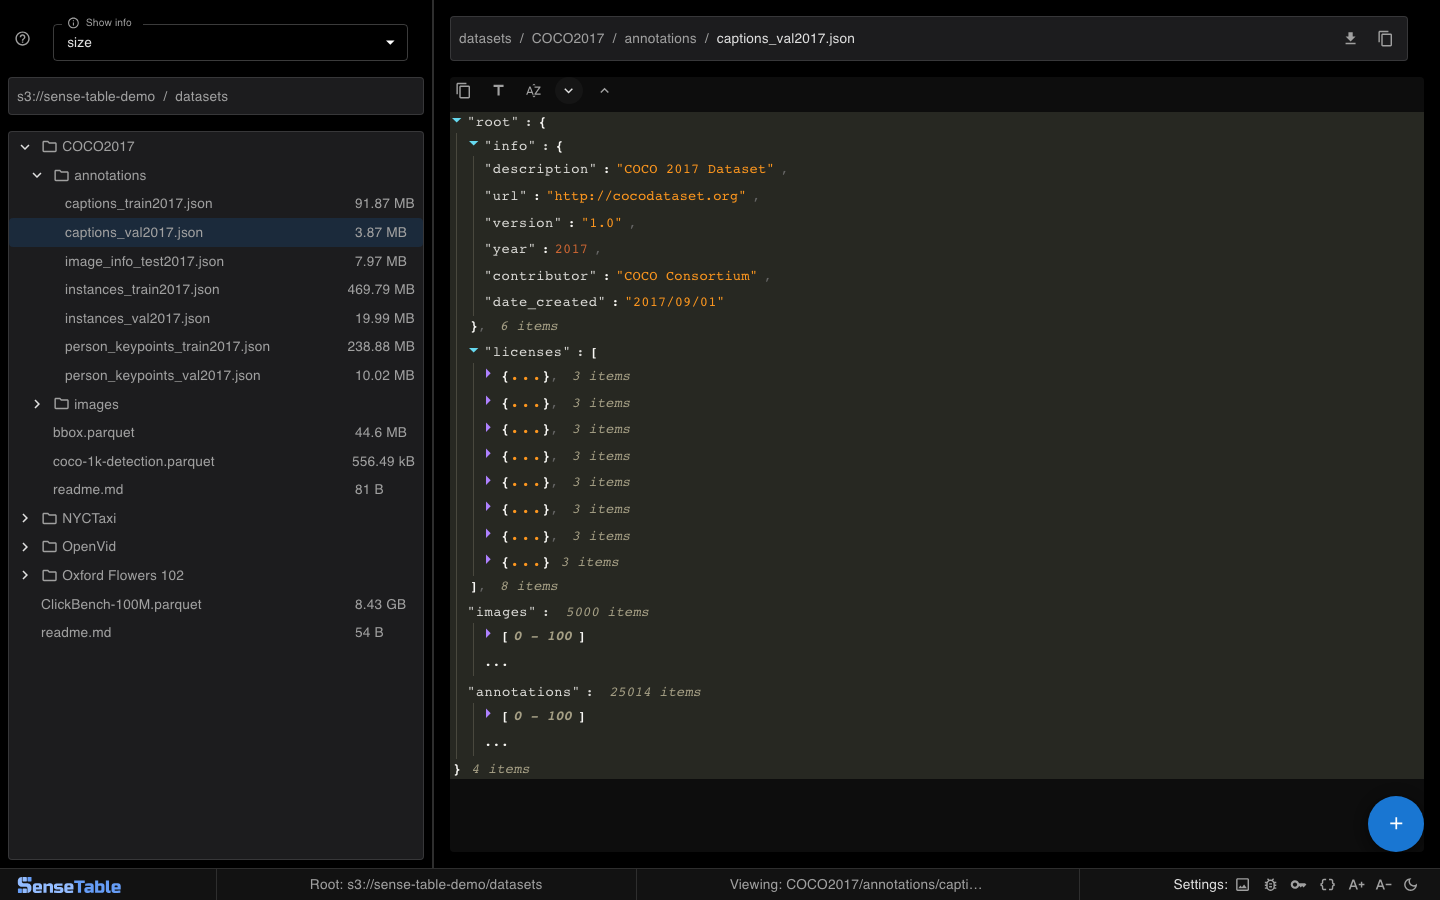 Show info
size
s3://sense-table-demo / datasets
COCO2017
annotations
captions_train2017.json 91.87 MB
captions_val2017.json 3.87 MB
image_info_test2017.json 7.97 MB
instances_train2017.json 469.79 MB
instances_val2017.json 19.99 MB
person_keypoints_train2017.json 238.88 MB
person_keypoints_val2017.json 10.02 MB
images
bbox.parquet 44.6 MB
coco-1k-detection.parquet 556.49 kB
readme.md 81 B
NYCTaxi
OpenVid
Oxford Flowers 102
ClickBench-100M.parquet 8.43 GB
readme.md 54 B
datasets / COCO2017 / annotations / captions_val2017.json
T AZ
"root" : {
"info" : {
"description" : "COCO 2017 Dataset" ,
"url" : "http://cocodataset.org" ,
"version" : "1.0" ,
"year" : 2017 ,
"contributor" : "COCO Consortium" ,
"date_created" : "2017/09/01"
}, 6 items
"licenses" : [
{...}, 3 items
{...}, 3 items
{...}, 3 items
{...}, 3 items
{...}, 3 items
{...}, 3 items
{...}, 3 items
{...} 3 items
], 8 items
"images" : 5000 items
[ 0 - 100 ]
...
"annotations" : 25014 items
[ 0 - 100 ]
...
} 4 items
+
SenseTable
Root: s3://sense-table-demo/datasets
Viewing: COCO2017/annotations/capti...
Settings: {} A+ A-